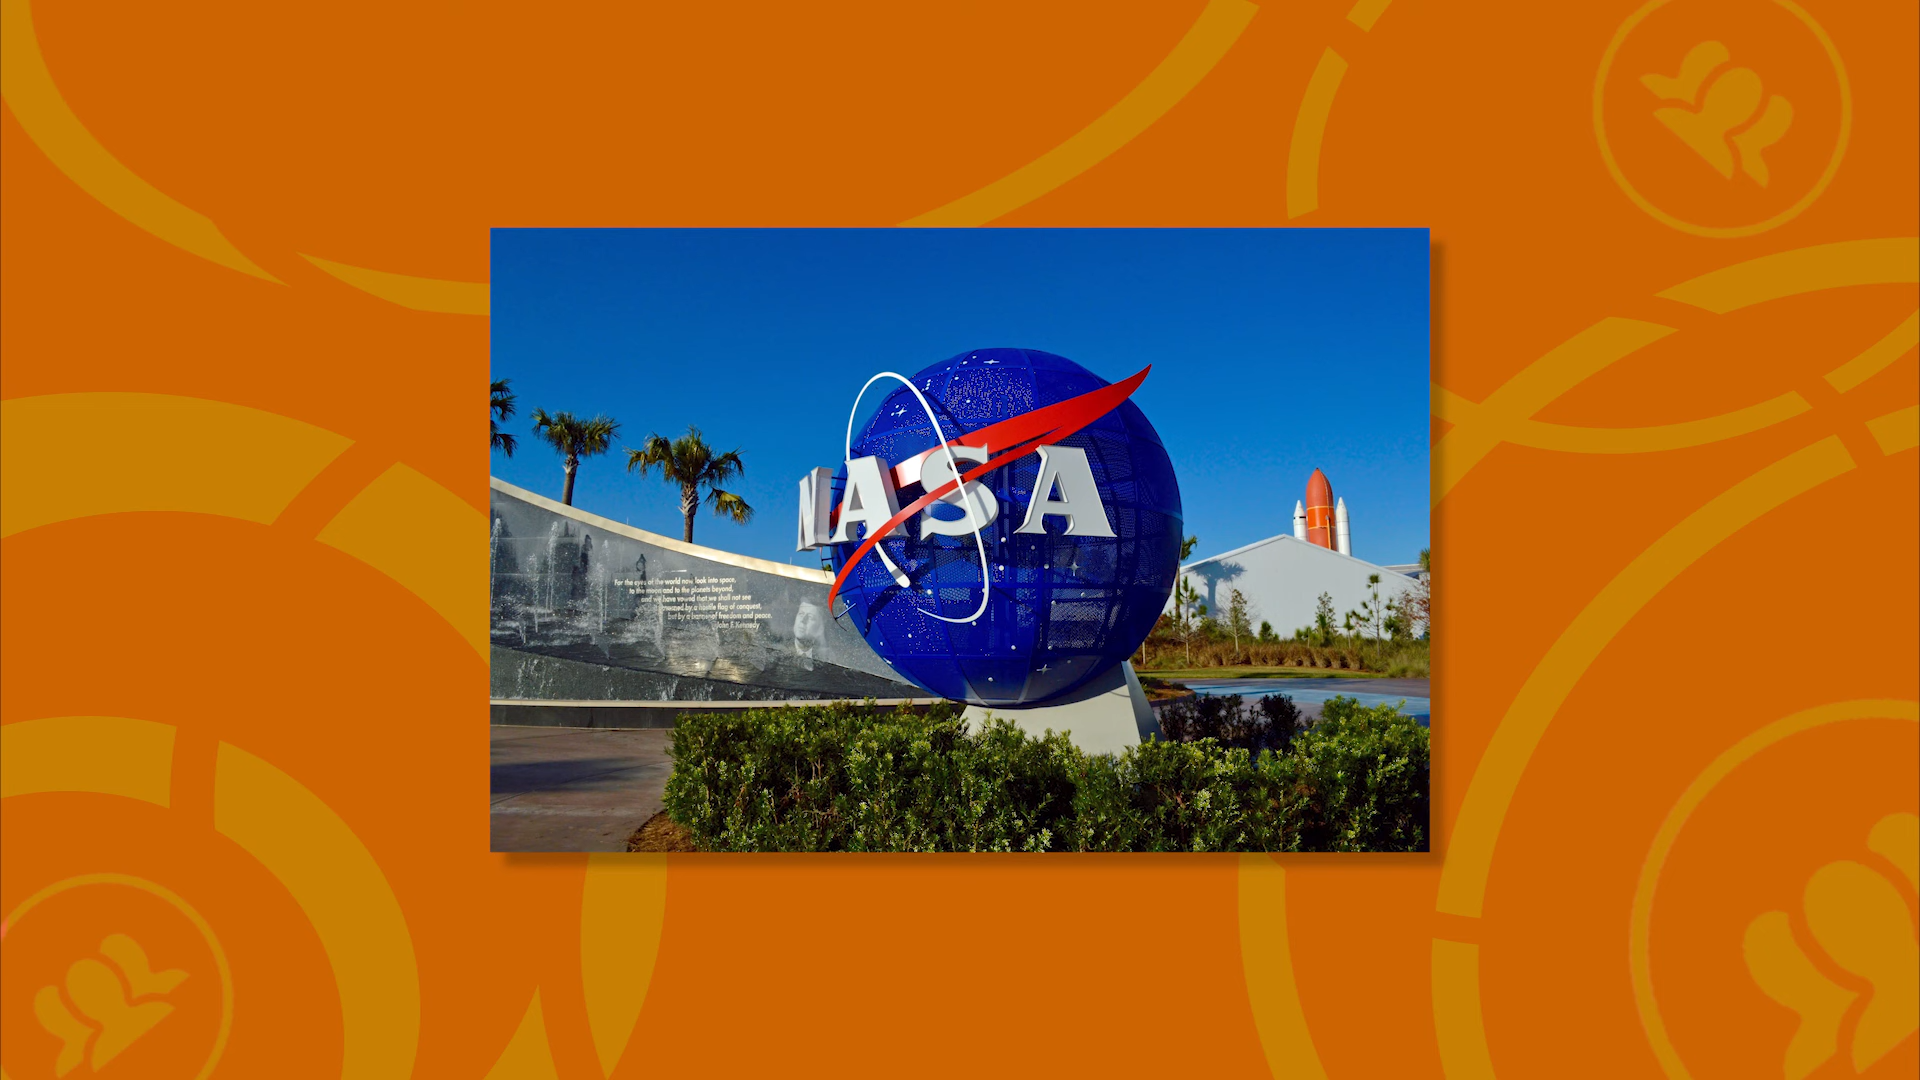 NASA
For the eyes of the world now look into space,
to the moon and to the planets beyond,
and we have vowed that we shall not see
it governed by a hostile flag of conquest,
but by a banner of freedom and peace.
John F. Kennedy